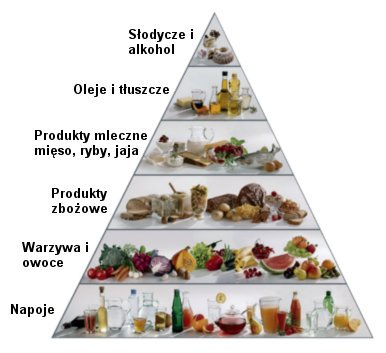 Słodycze i
alkohol
Oleje i tłuszcze
Produkty mleczne
mięso, ryby, jaja
Produkty
zbożowe
Warzywa i
owoce
Napoje